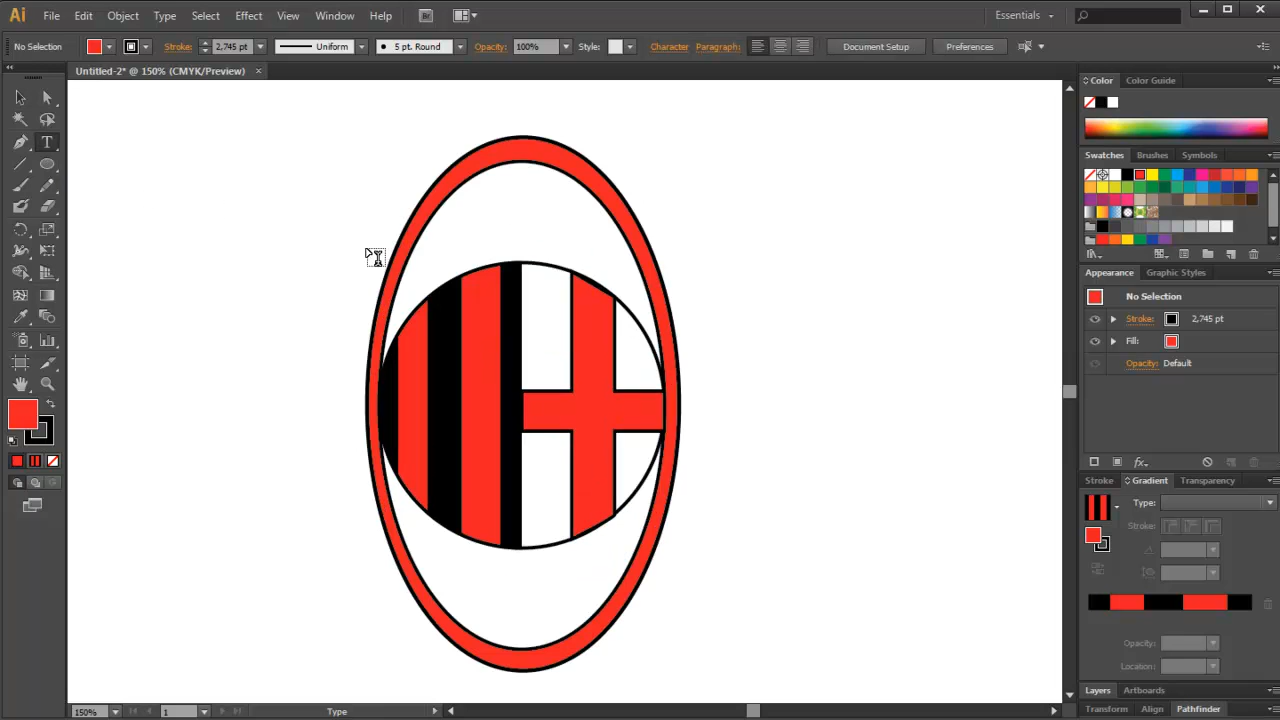 Ai File Edit Object Type Select Effect View Window Help Br Essentials
No Selection Stroke: 2,745 pt Uniform 5 pt. Round Opacity: 100% Style: Character Paragraph: Document Setup Preferences
Untitled-2* @ 150% (CMYK/Preview)
Color Color Guide
Swatches Brushes Symbols
Appearance Graphic Styles
No Selection
Stroke: 2,745 pt
Fill:
Opacity: Default
fx
Stroke Gradient Transparency
Type:
Stroke:
Opacity:
Location:
Layers Artboards
Transform Align Pathfinder
150% 1 Type